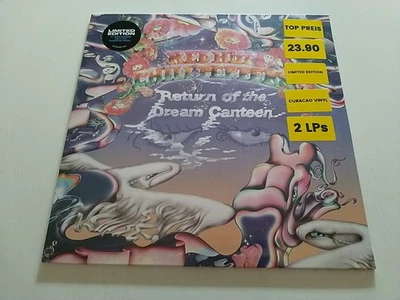 LIMITED
EDITION
RED HOT
CHILI PEPPERS
Return of the
Dream Canteen
TOP PREIS
23.90
LIMITED EDITION
CURACAO VINYL
2 LPs